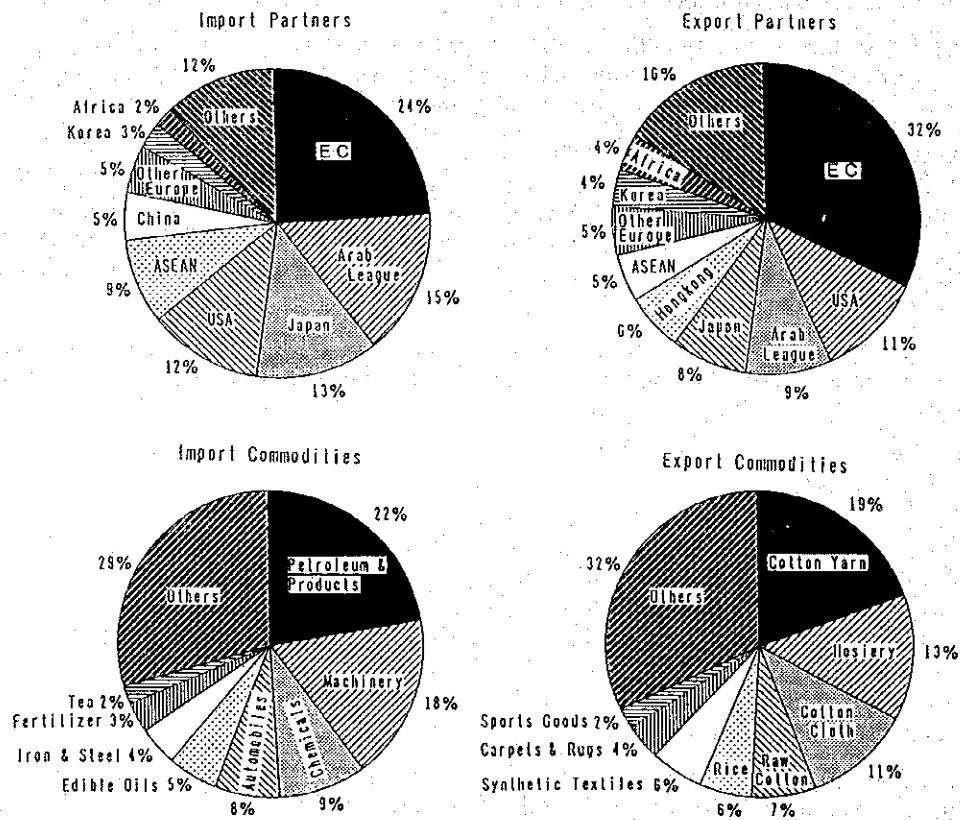 Import Partners
12%
24%
Africa 2%
Korea 3%
5%
5%
9%
12%
13%
15%
Others
EC
Other
Europe
China
ASEAN
USA
Japan
Arab
League
Export Partners
16%
32%
4%
4%
5%
5%
6%
8%
9%
11%
Others
EC
Africa
Korea
Other
Europe
ASEAN
Hongkong
Japan
Arab
League
USA
Import Commodities
22%
29%
Petroleum &
Products
Others
Machinery
18%
Tea 2%
Fertilizer 3%
Iron & Steel 4%
Edible Oils 5%
Automobiles
8%
Chemicals
9%
Export Commodities
19%
32%
Cotton Yarn
Others
Hosiery
13%
Cotton
Cloth
11%
Sports Goods 2%
Carpets & Rugs 4%
Synthetic Textiles 6%
Rice
6%
Raw
Cotton
7%